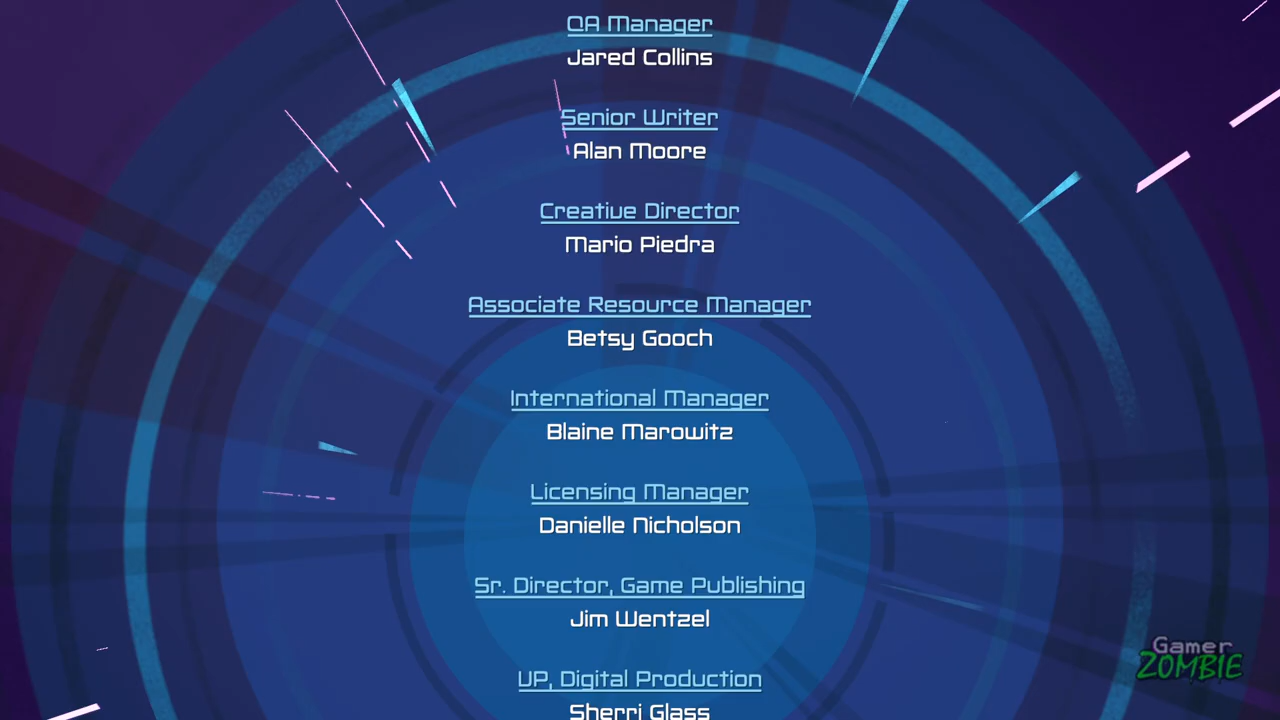 QA Manager
Jared Collins
Senior Writer
Alan Moore
Creative Director
Mario Piedra
Associate Resource Manager
Betsy Gooch
International Manager
Blaine Marowitz
Licensing Manager
Danielle Nicholson
Sr. Director, Game Publishing
Jim Wentzel
VP, Digital Production
Sherri Glass
Gamer
ZOMBIE